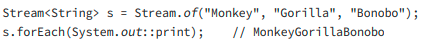 Stream<String> s = Stream.of("Monkey", "Gorilla", "Bonobo");
s.forEach(System.out::print);    // MonkeyGorillaBonobo